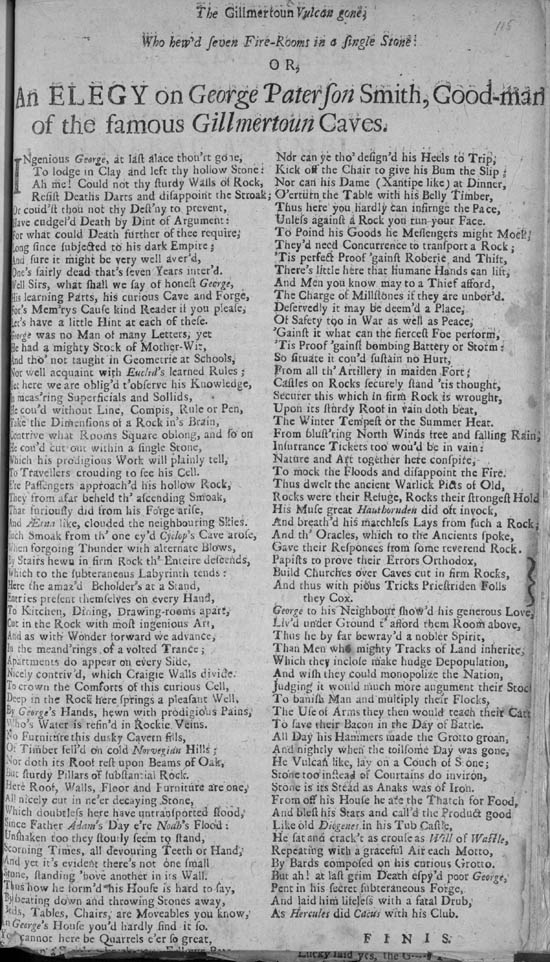 115
The Gillmertoun Vulcan gone;
Who hew'd seven Fire-Rooms in a single Stone:
OR,
An ELEGY on George Paterson Smith, Good-man
of the famous Gillmertoun Caves.
INgenious George, at last alace thou'rt gone,
To lodge in Clay and left thy hollow Stone:
Ah me! Could not thy sturdy Walls of Rock,
Resist Deaths Darts and disappoint the Stroak;
Or coud'st thou not thy Dest'ny to prevent,
Have cudgel'd Death by Dint of Argument:
For what could Death further of thee require;
Long since subjected to his dark Empire;
And sure it might be very well aver'd,
One's fairly dead that's seven Years inter'd.
Well Sirs, what shall we say of honest George,
His learning Parts, his curious Cave and Forge,
For's Mem'rys Cause kind Reader if you please,
Let's have a little Hint at each of these.
George was no Man of many Letters, yet
He had a mighty Stock of Mother-Wit,
And tho' not taught in Geometrie at Schools,
Nor well acquaint with Euclid's learned Rules;
Yet here we are oblig'd t'observe his Knowledge,
In meas'ring Superficials and Sollids,
He cou'd without Line, Compis, Rule or Pen,
Take the Dimensions of a Rock in's Brain,
Contrive what Rooms Square oblong, and so on
He cou'd cut out within a single Stone,
Which his prodigious Work will plainly tell,
To Travellers crouding to see his Cell.
Ere Passengers approach'd his hollow Rock,
They from afar beheld th' ascending Smoak,
That furiously did from his Forge arise,
And Ætna like, clouded the neighbouring Skies.
Such Smoak from th' one ey'd Cyclop's Cave arose,
When forgoing Thunder with alternate Blows,
By Stairs hewn in firm Rock th' Enteire descends,
Which to the subteraneous Labyrinth tends:
Here the amaz'd Beholder's at a Stand,
Entries present themselves on every Hand,
To Kitchen, Dining, Drawing-rooms apart,
Cut in the Rock with most ingenious Art,
And as with Wonder forward we advance,
In the meand'rings of a volted Trance;
Apartments do appear on every Side,
Nicely contriv'd, which Craigie Walls divide.
To crown the Comforts of this curious Cell,
Deep in the Rock here springs a pleasant Well,
By George's Hands, hewn with prodigious Pains,
Who's Water is refin'd in Rockie Veins.
No Furniture this dusky Cavern fills,
Of Timber fell'd on cold Norvegian Hills;
Nor doth its Roof rest upon Beams of Oak,
But sturdy Pillars of substantial Rock.
Here Roof, Walls, Floor and Furniture are one,
All nicely cut in ne'er decaying Stone,
Which doubtless here have untransported stood,
Since Father Adam's Day e're Noah's Flood:
Unshaken too they stoutly seem to stand,
Scorning Times, all devouring Teeth or Hand,
And yet it's evident there's not one small
Stone, standing 'bove another in its Wall.
Thus how he form'd his House is hard to say,
By beating down and throwing Stones away,
Beds, Tables, Chairs, are Moveables you know,
In George's House you'd hardly find it so.
You cannot here be Quarrels e'er so great,
Nor can ye tho' design'd his Heels to Trip,
Kick off the Chair to give his Bum the Slip;
Nor can his Dame (Xantipe like) at Dinner,
O'erturn the Table with his Belly Timber,
Thus here you hardly can infringe the Pace,
Unless against a Rock you run your Face.
To Poind his Goods he Messengers might Mock,
They'd need Concurrence to transport a Rock;
'Tis perfect Proof 'gainst Roberie and Thift,
There's little here that Humane Hands can lift,
And Men you know may to a Thief afford,
The Charge of Millstones if they are unbor'd.
Deservedly it may be deem'd a Place,
Of Safety too in War as well as Peace,
'Gainst it what can the fiercest Foe perform,
'Tis Proof 'gainst bombing Battery or Storm:
So situate it cou'd sustain no Hurt,
From all th' Artillery in maiden Fort;
Castles on Rocks securely stand 'tis thought,
Securer this which in firm Rock is wrought,
Upon its sturdy Roof in vain doth beat,
The Winter Tempest or the Summer Heat.
From blust'ring North Winds free and falling Rain,
Insurance Tickets too wou'd be in vain:
Nature and Art together here conspire,
To mock the Floods and disappoint the Fire.
Thus dwelt the ancient Warlick Picts of Old,
Rocks were their Refuge, Rocks their strongest Hold
His Muse great Hauthornden did oft invock,
And breath'd his matchless Lays from such a Rock,
And th' Oracles, which to the Ancients spoke,
Gave their Responces from some reverend Rock.
Papists to prove their Errors Orthodox,
Build Churches over Caves cut in firm Rocks,
And thus with pious Tricks Priestriden Folls
they Cox.
George to his Neighbour show'd his generous Love,
Liv'd under Ground t' afford them Room above,
Thus he by far bewray'd a nobler Spirit,
Than Men who mighty Tracks of Land inherite,
Which they inclose make hudge Depopulation,
And wish they could monopolize the Nation,
Judging it would much more augment their Stoc
To banish Man and multiply their Flocks,
The Use of Arms they then would teach their Catt
To save their Bacon in the Day of Battle.
All Day his Hammers made the Grotto groan,
And nightly when the toilsome Day was gone,
He Vulcan like, lay on a Couch of Stone;
Stone too instead of Courtains do inviron,
Stone is its Stead as Anaks was of Iron.
From off his House he ate the Thatch for Food,
And blest his Stars and call'd the Product good
Like old Diogenes in his Tub Castle,
He sat and crack't as crouse as Will of Wastle,
Repeating with a graceful Air each Motto,
By Bards composed on his curious Grotto.
But ah! at last grim Death espy'd poor George,
Pent in his secret subteraneous Forge,
And laid him lifeless with a fatal Drub,
As Hercules did Cacus with his Club.
FINIS.